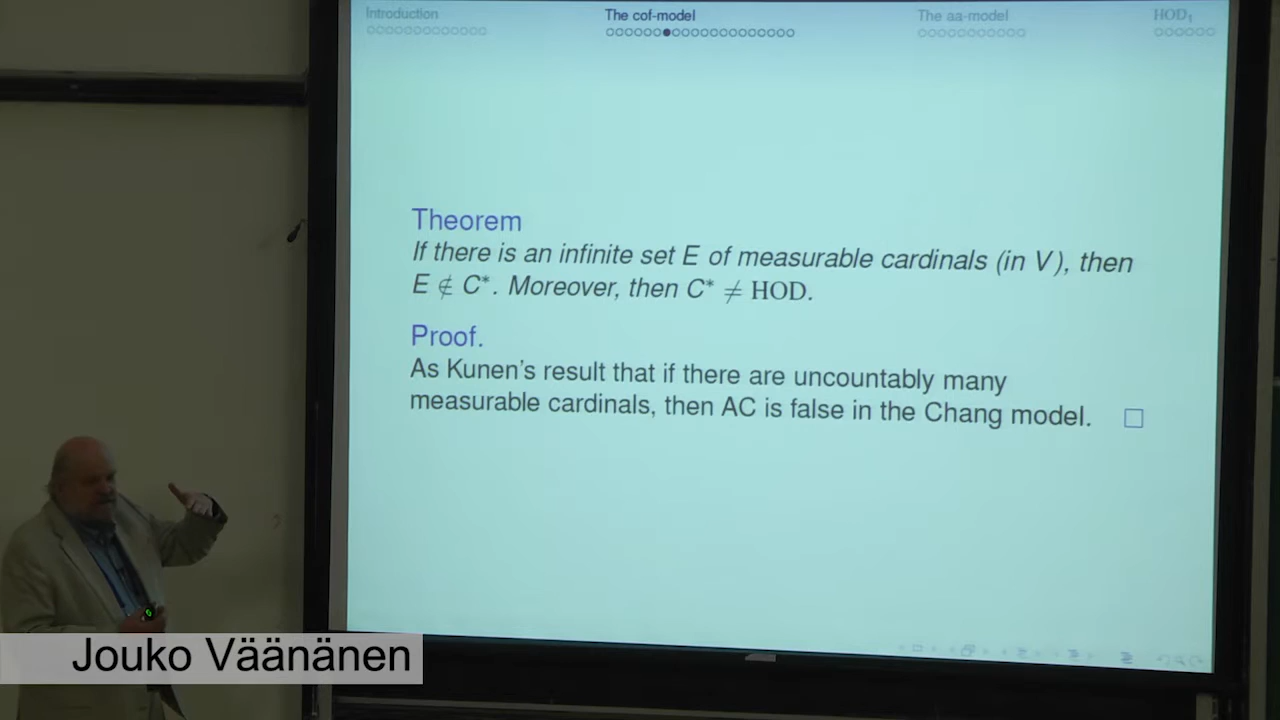 Introduction
The cof-model
The aa-model
HOD₁
Theorem
If there is an infinite set E of measurable cardinals (in V), then
E ∉ C*. Moreover, then C* ≠ HOD.
Proof.
As Kunen's result that if there are uncountably many
measurable cardinals, then AC is false in the Chang model. □
Jouko Väänänen